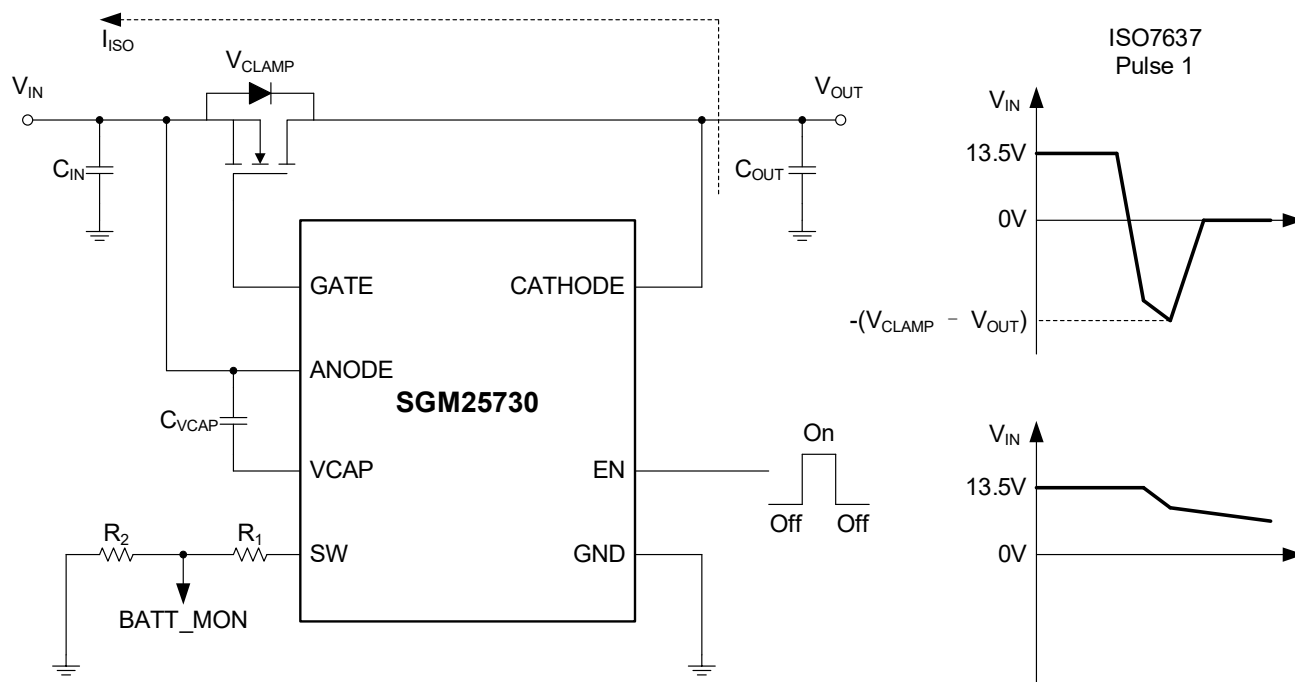 I_ISO
V_CLAMP
V_IN
V_OUT
C_IN
C_OUT
GATE
CATHODE
ANODE
SGM25730
C_VCAP
VCAP
EN
On
Off
Off
R_2
R_1
SW
GND
BATT_MON
ISO7637
Pulse 1
V_IN
13.5V
0V
-(V_CLAMP - V_OUT)
V_IN
13.5V
0V